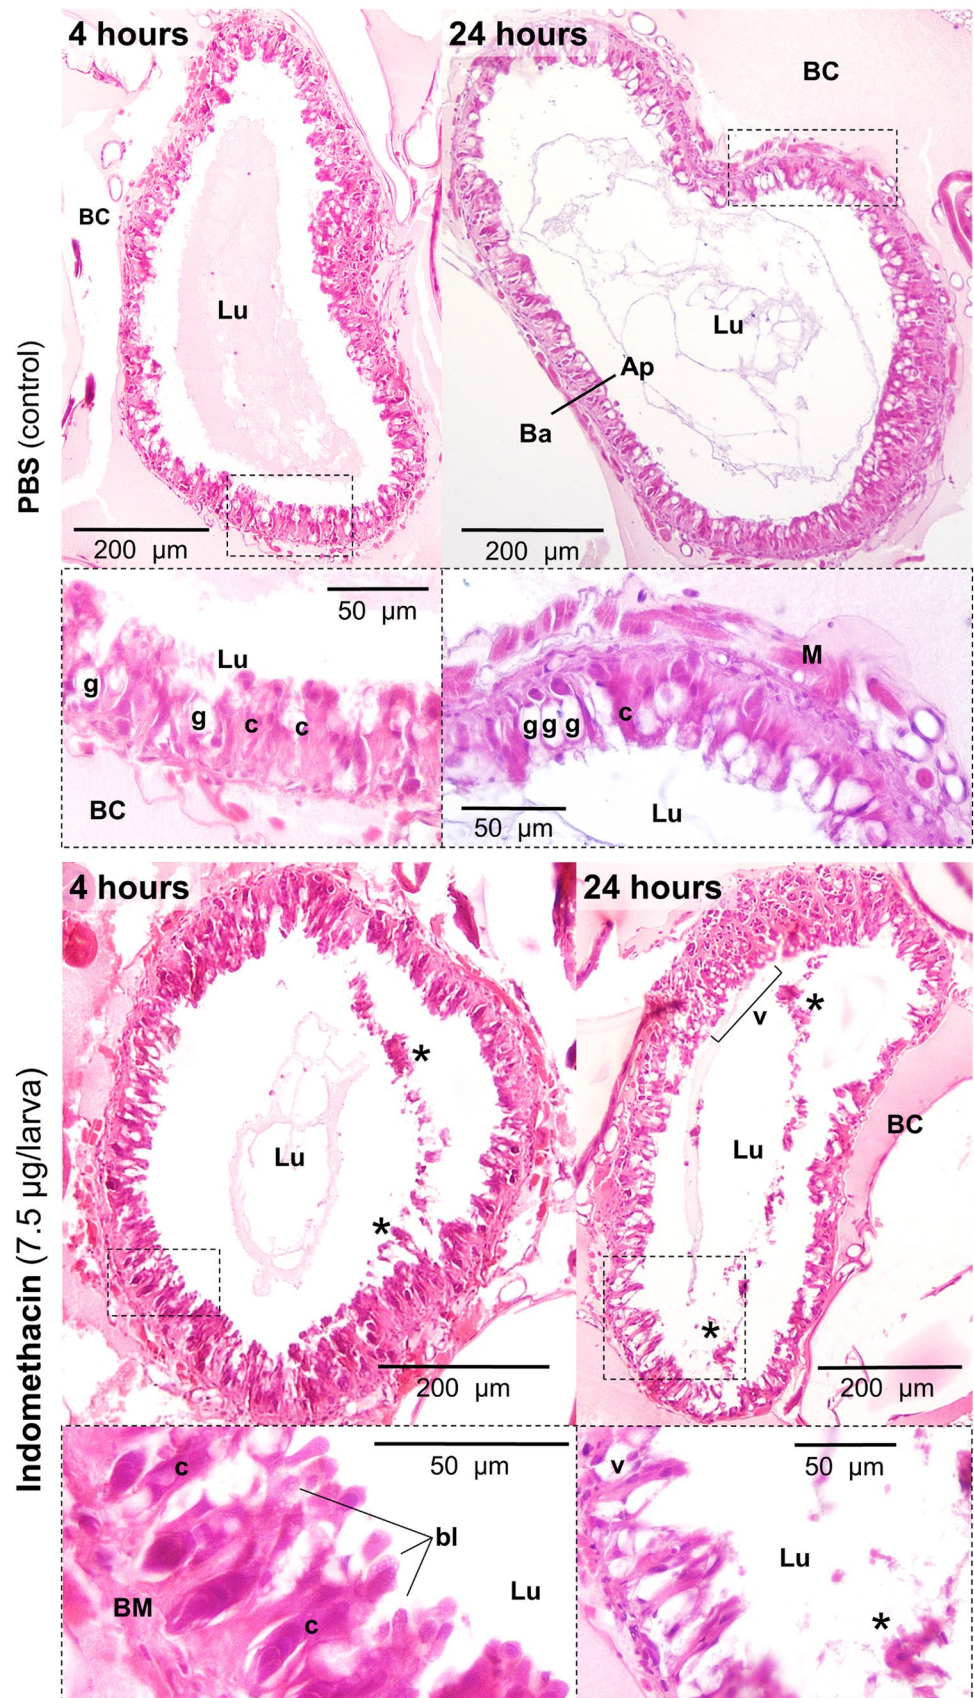 PBS (control)
4 hours
BC
Lu
200 μm
24 hours
BC
Lu
Ap
Ba
200 μm
50 μm
Lu
g
g
c
c
BC
M
g g g
c
50 μm
Lu
Indomethacin (7.5 μg/larva)
4 hours
*
Lu
*
200 μm
24 hours
*
v
BC
Lu
*
200 μm
c
50 μm
bl
Lu
BM
c
v
50 μm
Lu
*